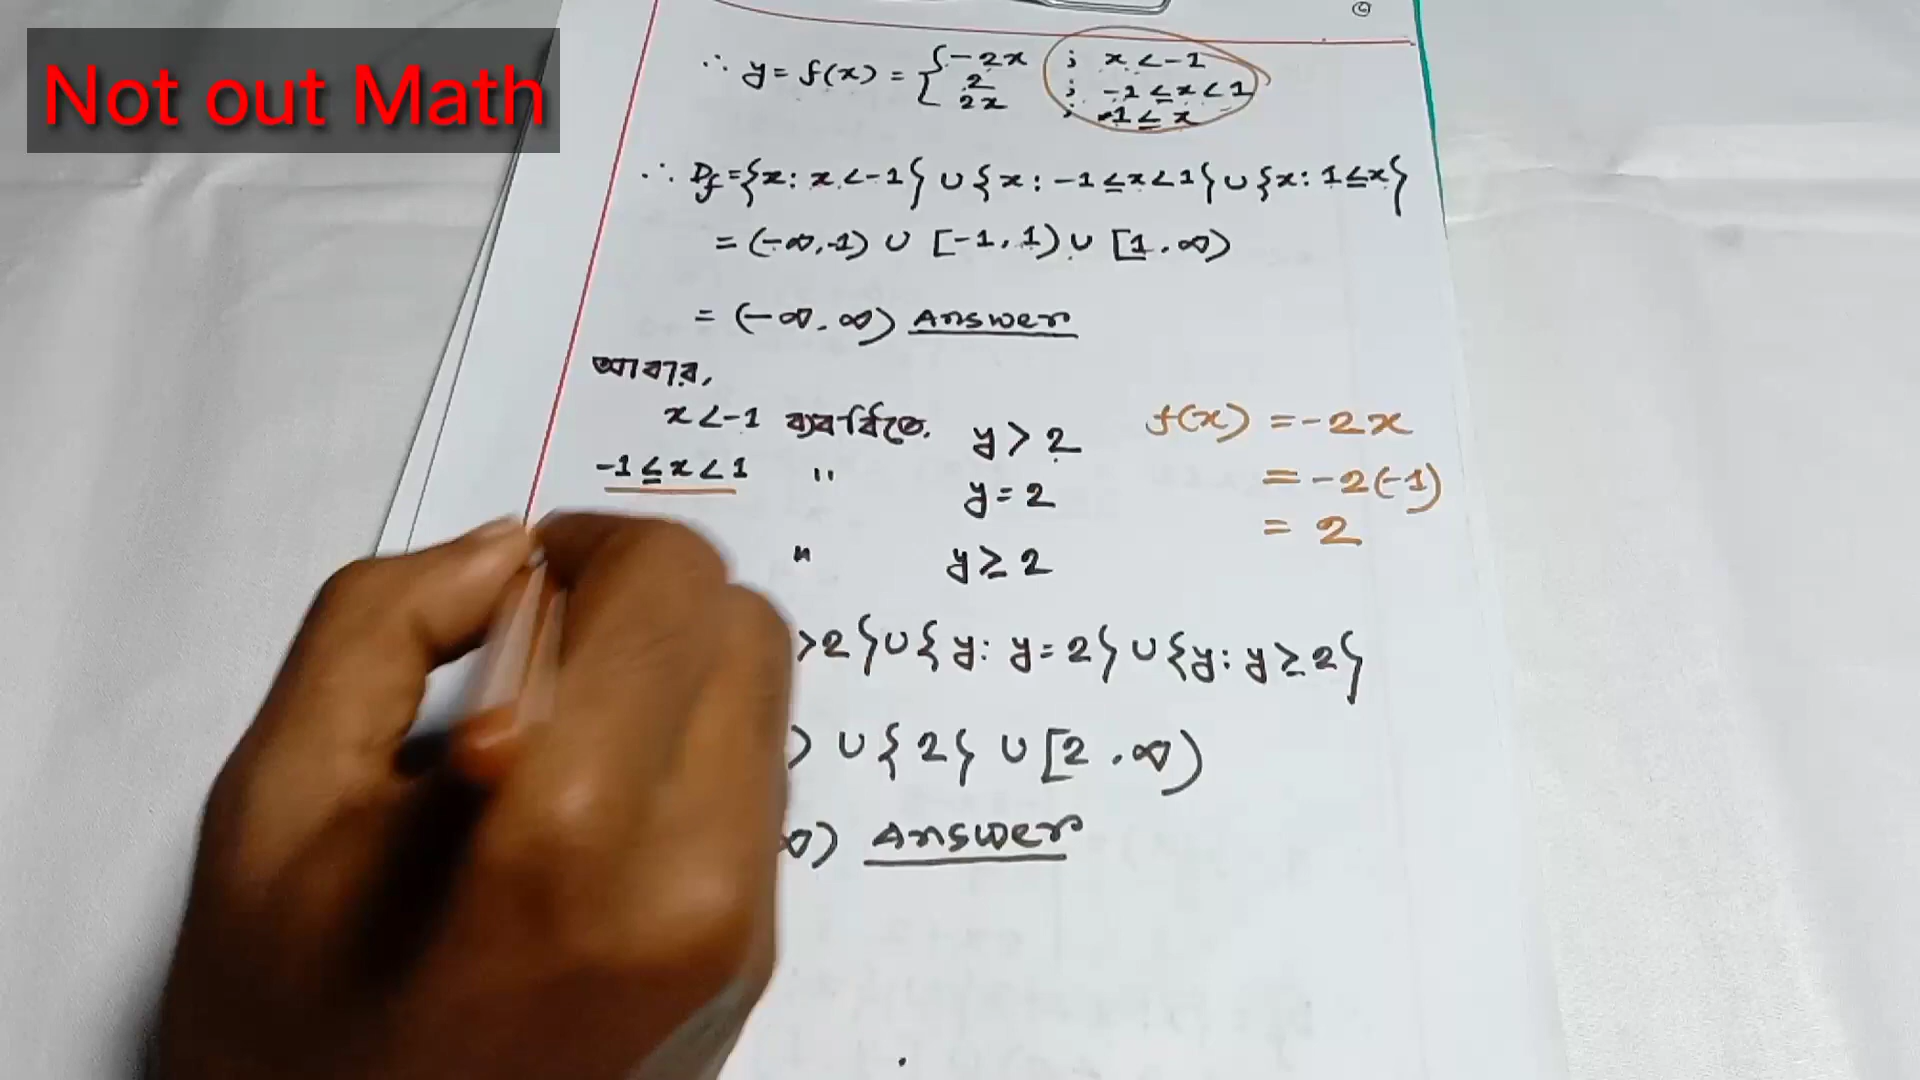 Not out Math
∴ y = f(x) = { -2x ; x < -1
2 ; -1 ≤ x < 1
2x ; 1 ≤ x
∴ Df = {x: x < -1} ∪ {x: -1 ≤ x < 1} ∪ {x: 1 ≤ x}
= (-∞, -1) ∪ [-1, 1) ∪ [1, ∞)
= (-∞, ∞) Answer
আবার,
x < -1 ব্যবধিতে. y > 2
-1 ≤ x < 1 " y = 2
" y ≥ 2
f(x) = -2x
= -2(-1)
= 2
> 2} ∪ {y: y = 2} ∪ {y: y ≥ 2}
) ∪ {2} ∪ [2, ∞)
∞) Answer